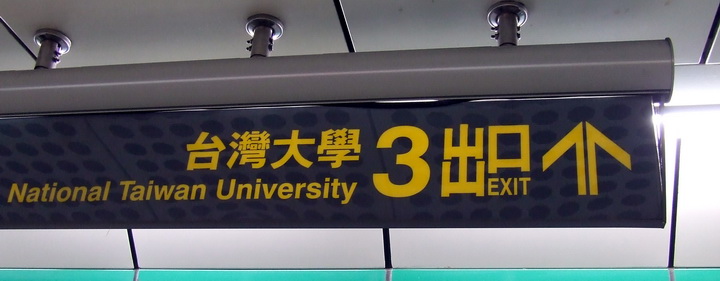 台灣大學
National Taiwan University
3 出口
EXIT